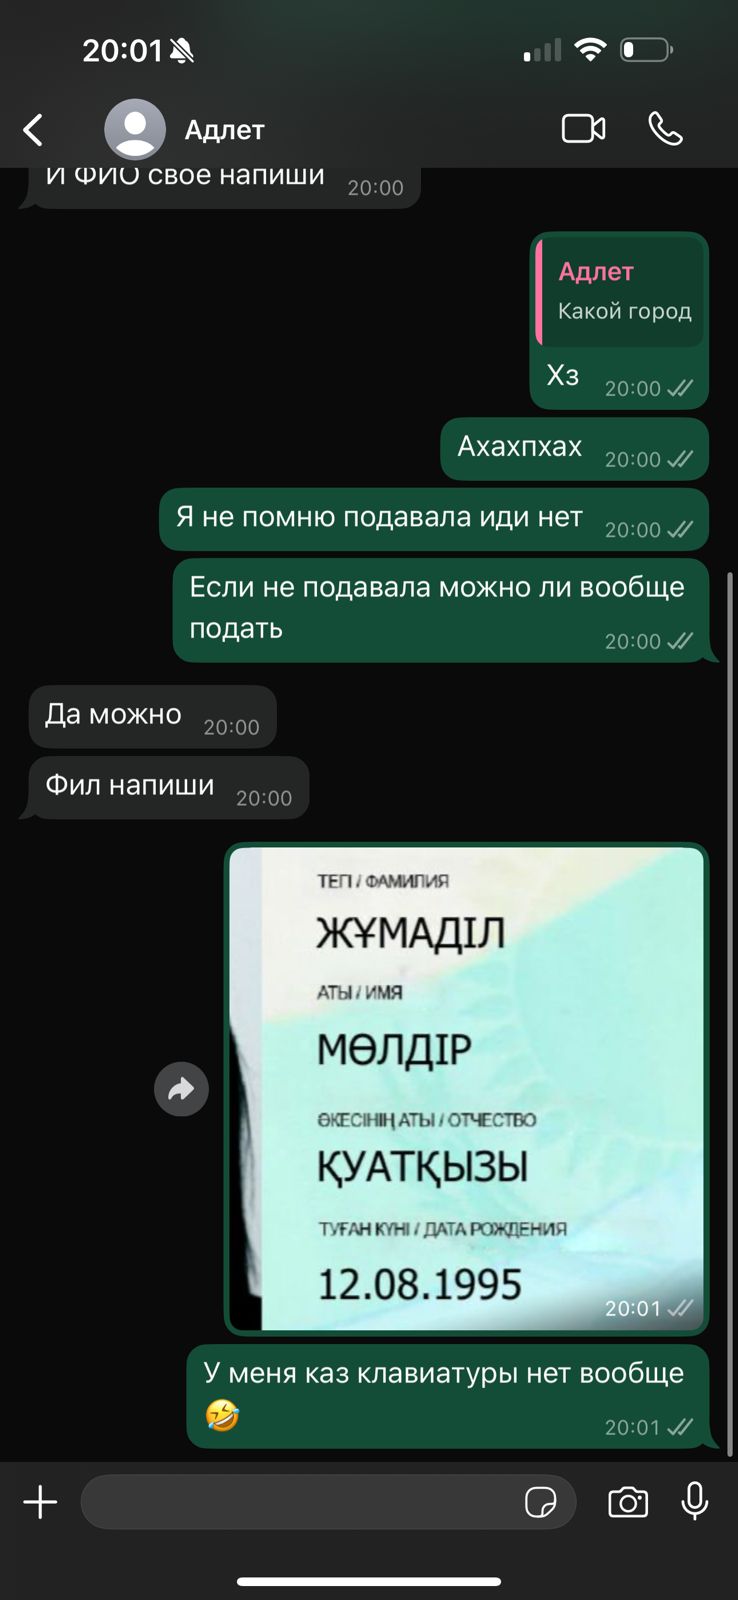 20:01
Адлет
И ФИО свое напиши 20:00
Адлет
Какой город
Хз 20:00
Ахахпхах 20:00
Я не помню подавала иди нет 20:00
Если не подавала можно ли вообще
подать 20:00
Да можно 20:00
Фил напиши 20:00
ТЕГІ / ФАМИЛИЯ
ЖҰМАДІЛ
АТЫ / ИМЯ
МӨЛДІР
ӘКЕСІНІҢ АТЫ / ОТЧЕСТВО
ҚУАТҚЫЗЫ
ТУҒАН КҮНІ / ДАТА РОЖДЕНИЯ
12.08.1995
20:01
У меня каз клавиатуры нет вообще
🤣 20:01